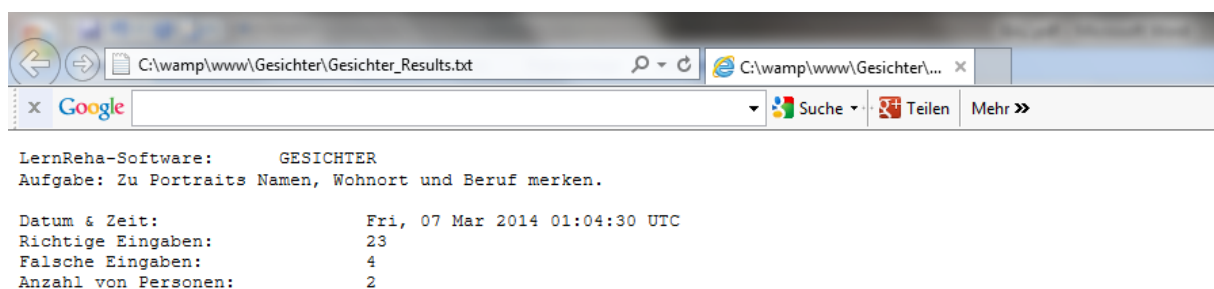 C:\wamp\www\Gesichter\Gesichter_Results.txt
C:\wamp\www\Gesichter\...
x Google Suche Teilen Mehr »
LernReha-Software: GESICHTER
Aufgabe: Zu Portraits Namen, Wohnort und Beruf merken.
Datum & Zeit: Fri, 07 Mar 2014 01:04:30 UTC
Richtige Eingaben: 23
Falsche Eingaben: 4
Anzahl von Personen: 2